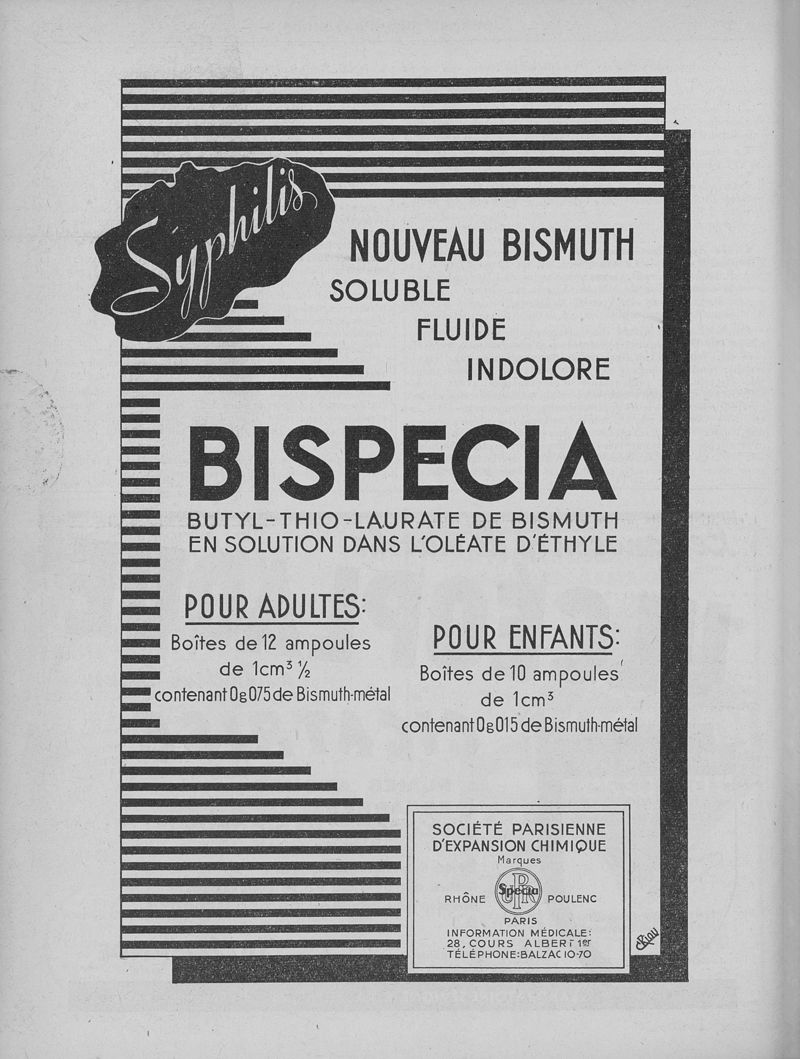 Syphilis
NOUVEAU BISMUTH
SOLUBLE
FLUIDE
INDOLORE
BISPECIA
BUTYL-THIO-LAURATE DE BISMUTH
EN SOLUTION DANS L'OLÉATE D'ÉTHYLE
POUR ADULTES:
Boîtes de 12 ampoules
de 1cm³ ½
contenant 0g075 de Bismuth-métal
POUR ENFANTS:
Boîtes de 10 ampoules
de 1cm³
contenant 0g015 de Bismuth-métal
SOCIÉTÉ PARISIENNE
D'EXPANSION CHIMIQUE
Marques
RHÔNE Specia POULENC
PARIS
INFORMATION MÉDICALE:
28, COURS ALBERT 1er
TÉLÉPHONE: BALZAC 10-70